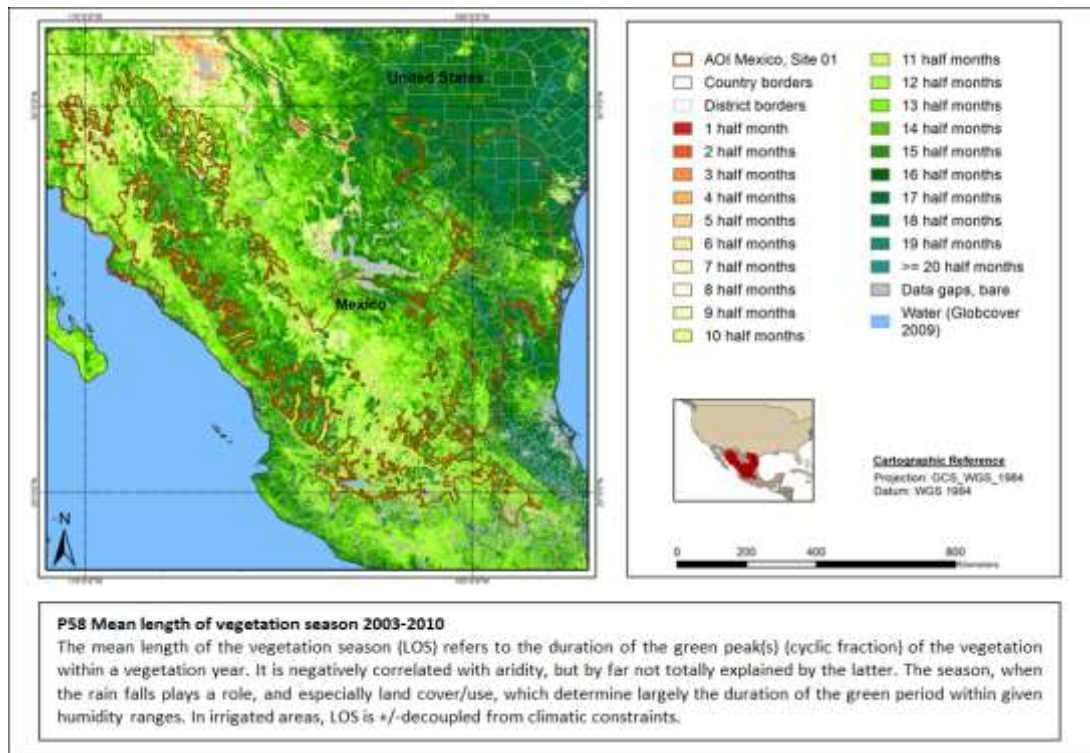 United States
Mexico
N
AOI Mexico, Site 01
Country borders
District borders
1 half month
2 half months
3 half months
4 half months
5 half months
6 half months
7 half months
8 half months
9 half months
10 half months
11 half months
12 half months
13 half months
14 half months
15 half months
16 half months
17 half months
18 half months
19 half months
>= 20 half months
Data gaps, bare
Water (Globcover
2009)
Cartographic Reference
Projection: GCS_WGS_1984
Datum: WGS 1984
0 200 400 800
Kilometers
P58 Mean length of vegetation season 2003-2010
The mean length of the vegetation season (LOS) refers to the duration of the green peak(s) (cyclic fraction) of the vegetation
within a vegetation year. It is negatively correlated with aridity, but by far not totally explained by the latter. The season, when
the rain falls plays a role, and especially land cover/use, which determine largely the duration of the green period within given
humidity ranges. In irrigated areas, LOS is +/-decoupled from climatic constraints.